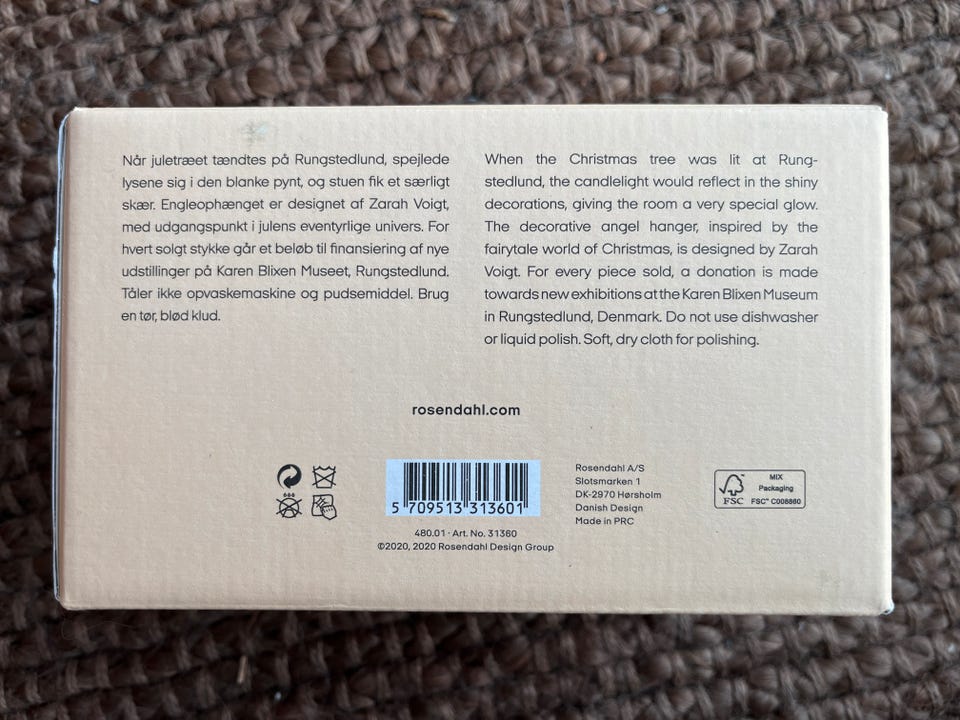 Når juletræet tændtes på Rungstedlund, spejlede
lysene sig i den blanke pynt, og stuen fik et særligt
skær. Engleophænget er designet af Zarah Voigt,
med udgangspunkt i julens eventyrlige univers. For
hvert solgt stykke går et beløb til finansiering af nye
udstillinger på Karen Blixen Museet, Rungstedlund.
Tåler ikke opvaskemaskine og pudsemiddel. Brug
en tør, blød klud.
When the Christmas tree was lit at Rung-
stedlund, the candlelight would reflect in the shiny
decorations, giving the room a very special glow.
The decorative angel hanger, inspired by the
fairytale world of Christmas, is designed by Zarah
Voigt. For every piece sold, a donation is made
towards new exhibitions at the Karen Blixen Museum
in Rungstedlund, Denmark. Do not use dishwasher
or liquid polish. Soft, dry cloth for polishing.
rosendahl.com
5 709513 313601
480.01 · Art. No. 31360
©2020, 2020 Rosendahl Design Group
Rosendahl A/S
Slotsmarken 1
DK-2970 Hørsholm
Danish Design
Made in PRC
FSC
MIX
Packaging
FSC™ C008860